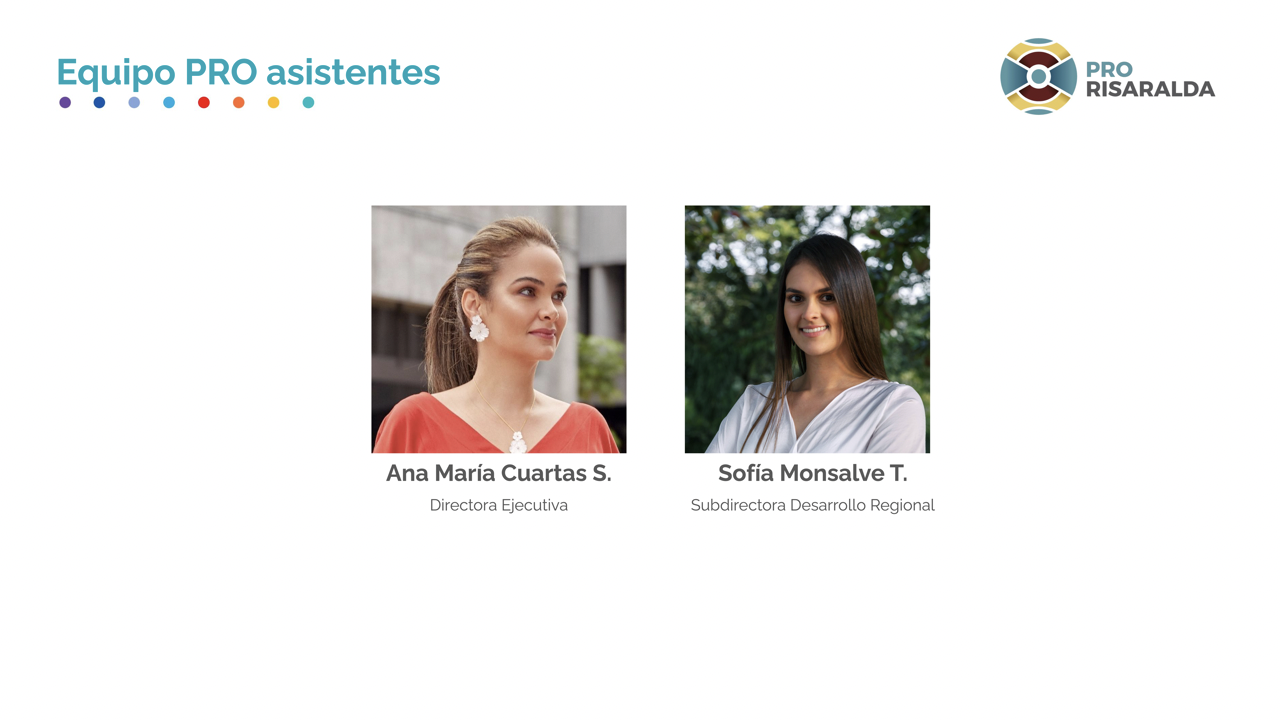 Equipo PRO asistentes
PRO
RISARALDA
Ana María Cuartas S.
Directora Ejecutiva
Sofía Monsalve T.
Subdirectora Desarrollo Regional